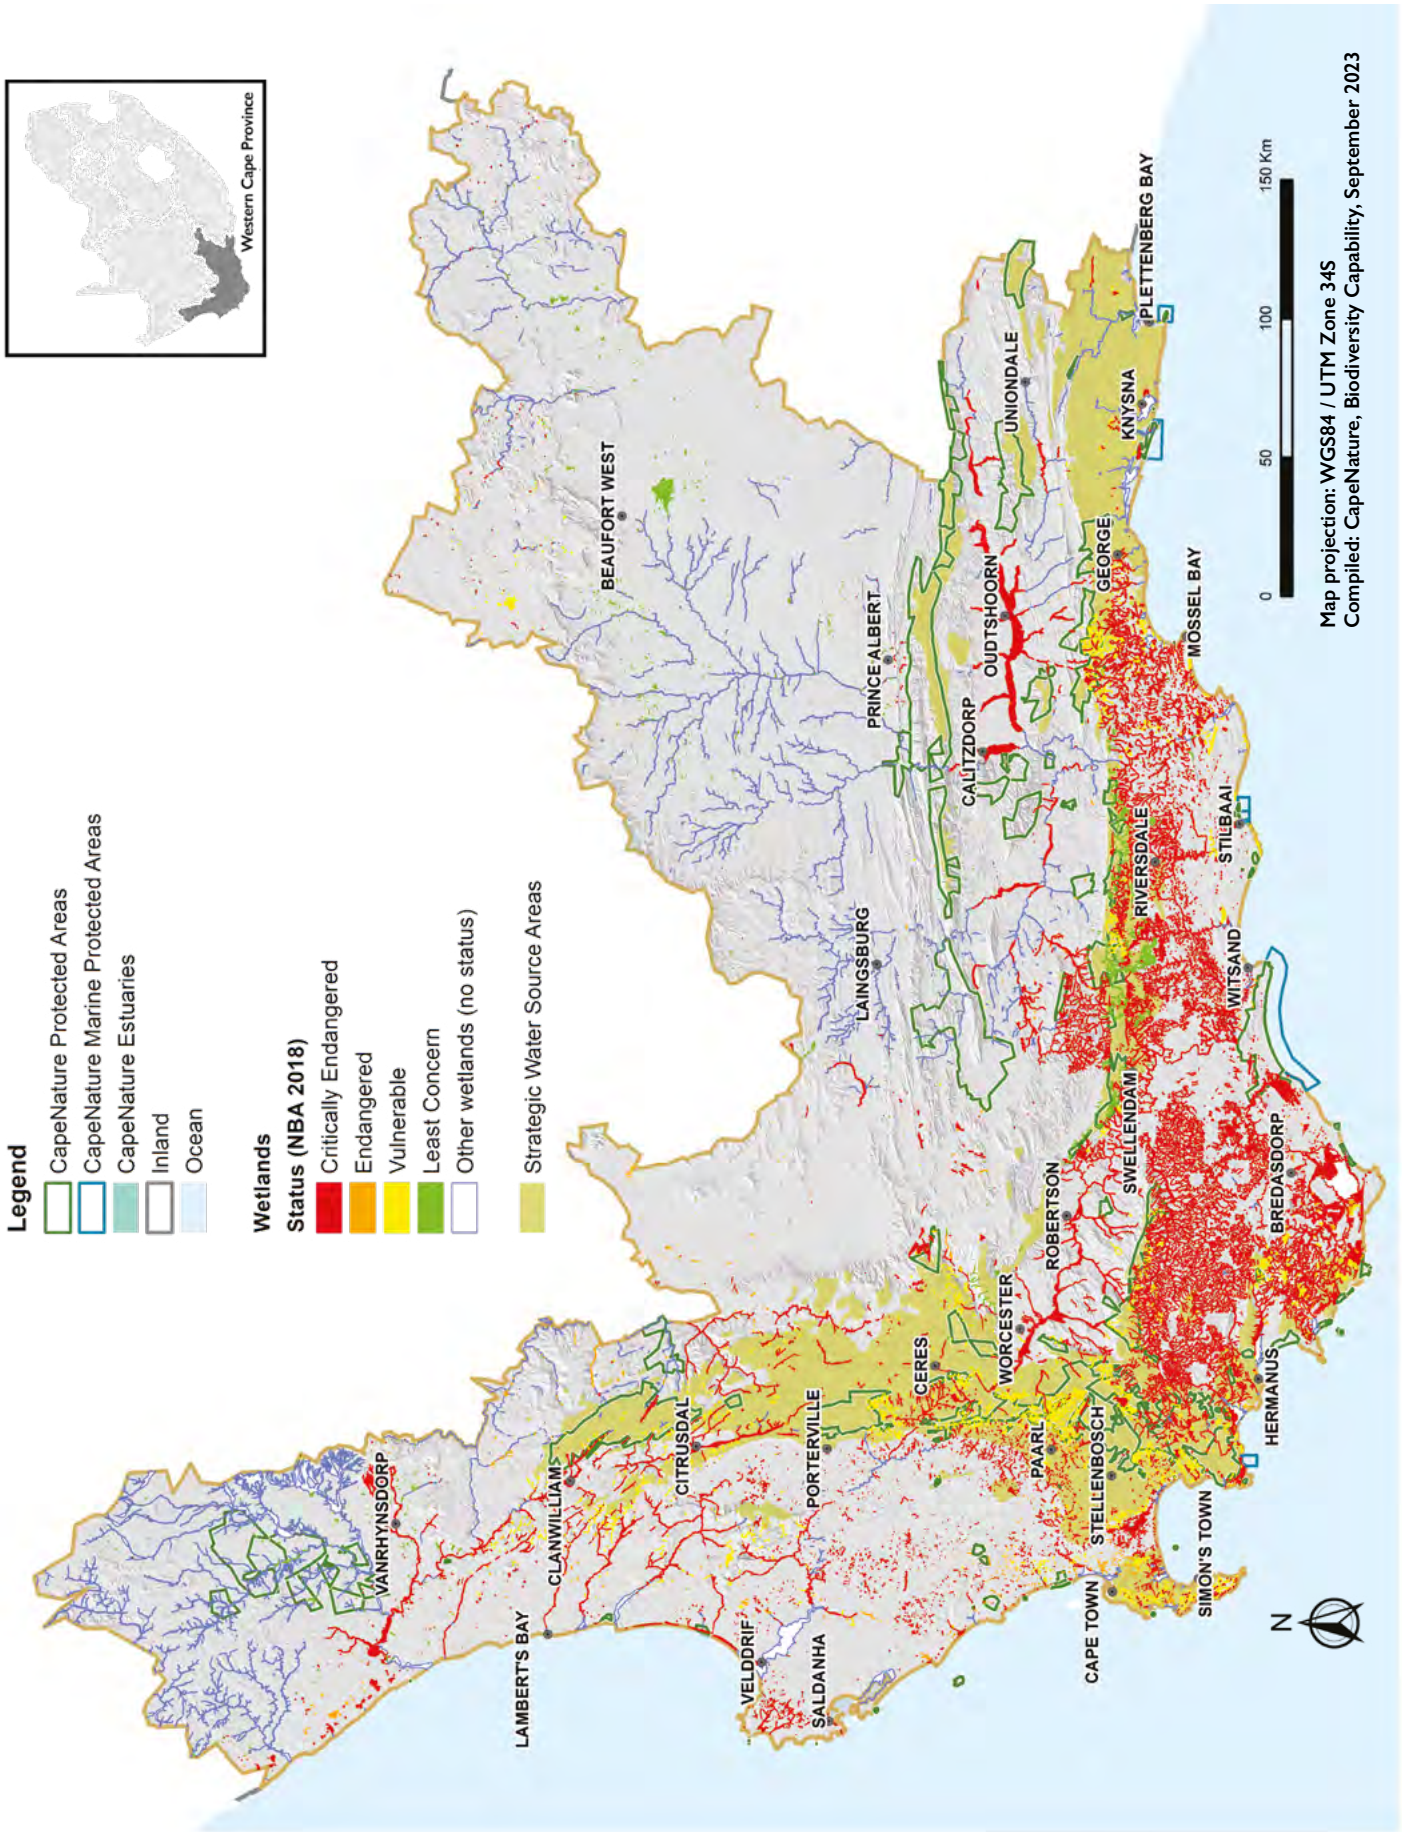 Legend
CapeNature Protected Areas
CapeNature Marine Protected Areas
CapeNature Estuaries
Inland
Ocean
Wetlands
Status (NBA 2018)
Critically Endangered
Endangered
Vulnerable
Least Concern
Other wetlands (no status)
Strategic Water Source Areas
Western Cape Province
VANRHYNSDORP
LAMBERT'S BAY
CLANWILLIAM
CITRUSDAL
VELDDRIF
SALDANHA
PORTERVILLE
CERES
WORCESTER
PAARL
STELLENBOSCH
CAPE TOWN
SIMON'S TOWN
HERMANUS
ROBERTSON
SWELLENDAM
BREDASDORP
LAINGSBURG
WITSAND
RIVERSDALE
STILBAAI
BEAUFORT WEST
PRINCE ALBERT
CALITZDORP
OUDTSHOORN
MOSSEL BAY
GEORGE
UNIONDALE
KNYSNA
PLETTENBERG BAY
N
0 50 100 150 Km
Map projection: WGS84 / UTM Zone 34S
Compiled: CapeNature, Biodiversity Capability, September 2023